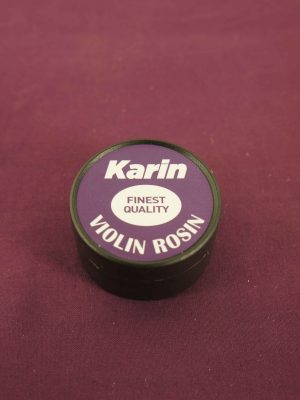 Karin
FINEST
QUALITY
VIOLIN ROSIN